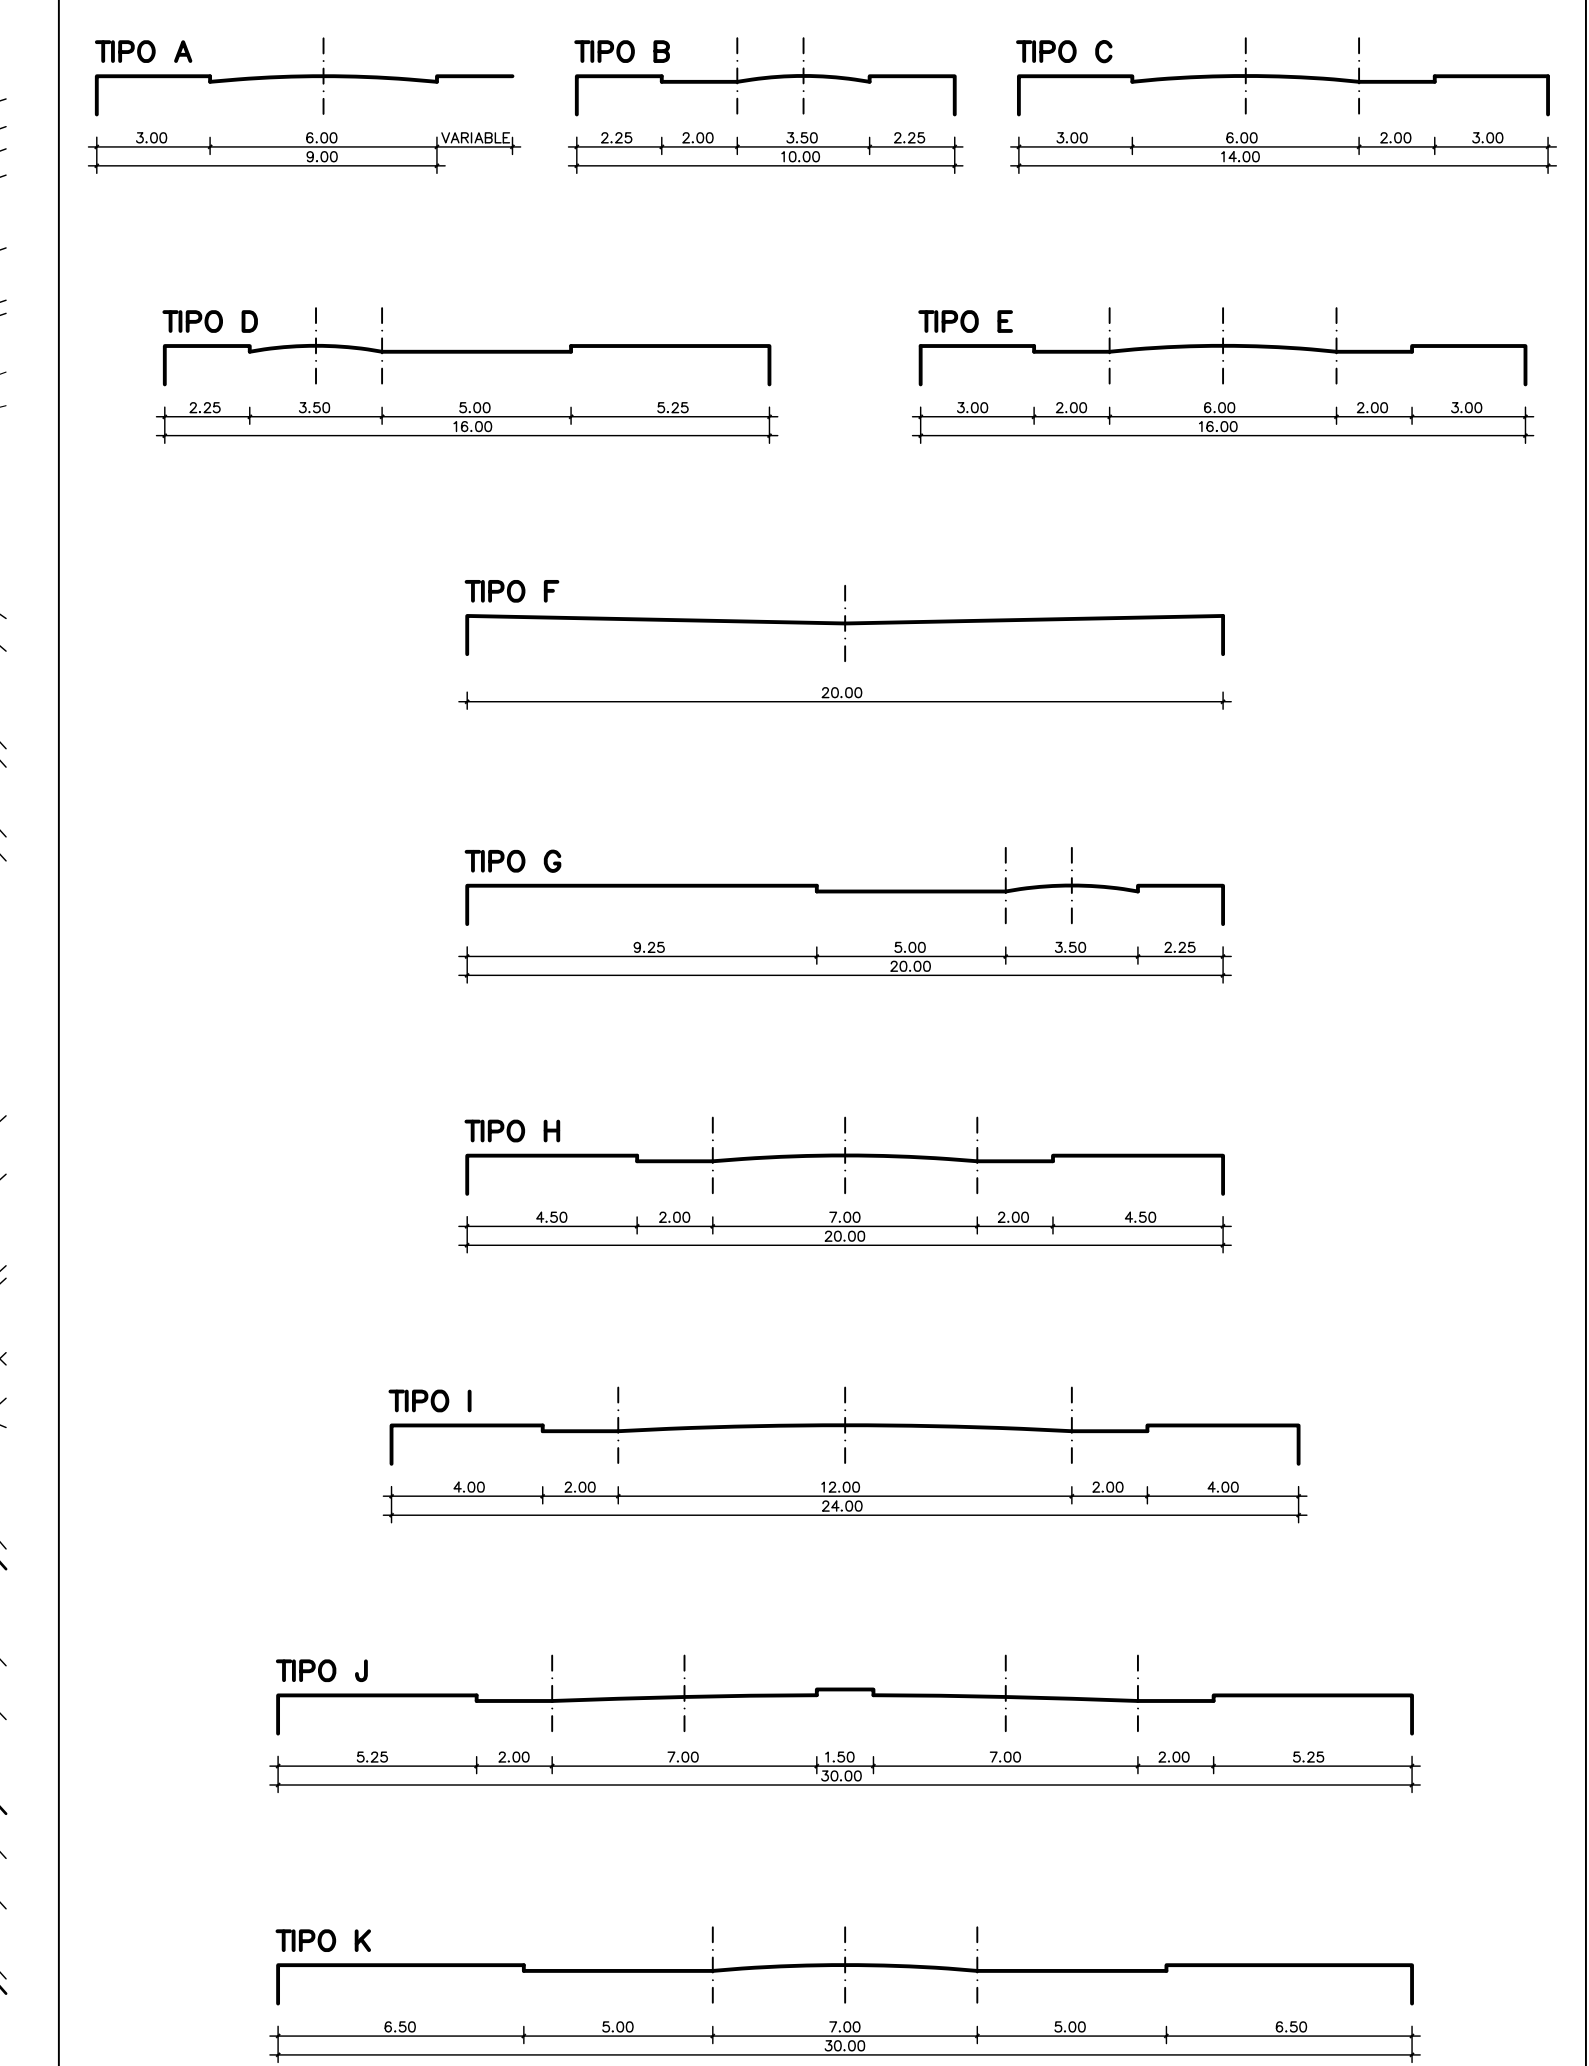 TIPO A
3.00 6.00 VARIABLE
9.00
TIPO B
2.25 2.00 3.50 2.25
10.00
TIPO C
3.00 6.00 2.00 3.00
14.00
TIPO D
2.25 3.50 5.00 5.25
16.00
TIPO E
3.00 2.00 6.00 2.00 3.00
16.00
TIPO F
20.00
TIPO G
9.25 5.00 3.50 2.25
20.00
TIPO H
4.50 2.00 7.00 2.00 4.50
20.00
TIPO I
4.00 2.00 12.00 2.00 4.00
24.00
TIPO J
5.25 2.00 7.00 1.50 7.00 2.00 5.25
30.00
TIPO K
6.50 5.00 7.00 5.00 6.50
30.00